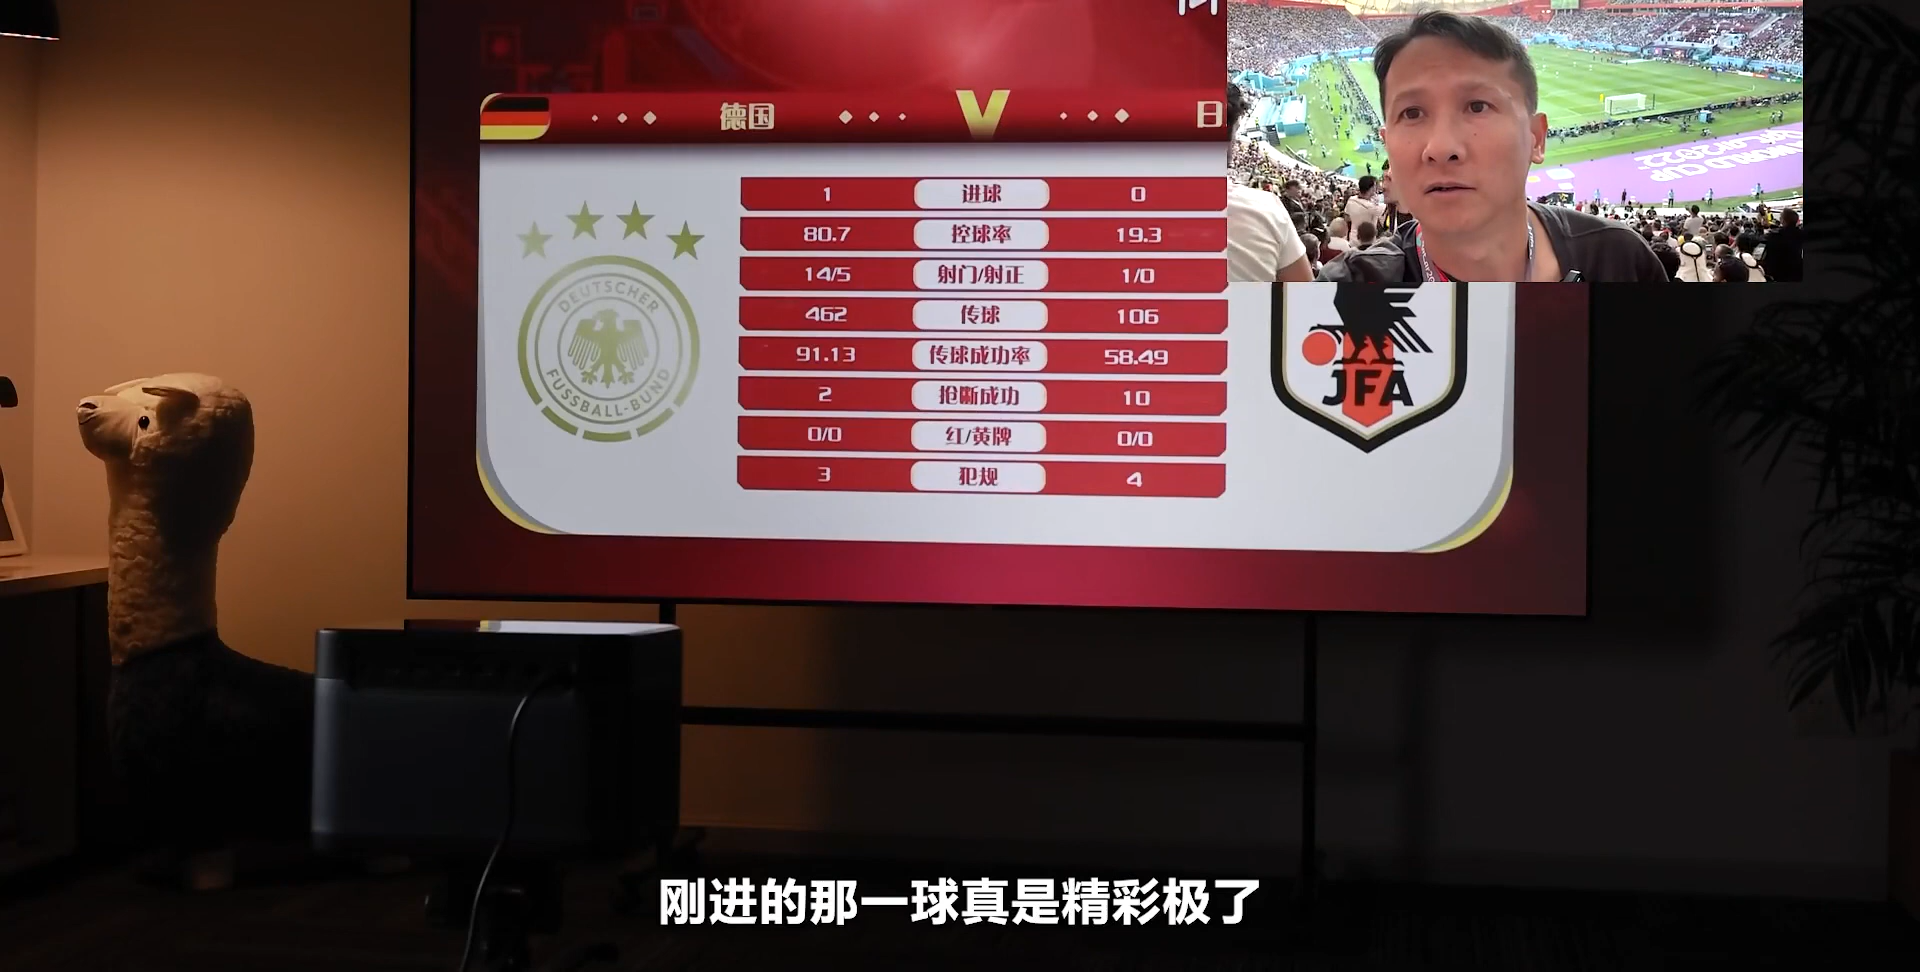 德国 V 日
1 进球 0
80.7 控球率 19.3
14/5 射门/射正 1/0
462 传球 106
91.13 传球成功率 58.49
2 抢断成功 10
0/0 红/黄牌 0/0
3 犯规 4
DEUTSCHER
FUSSBALL-BUND
JFA
WORLD CUP
2022
刚进的那一球真是精彩极了